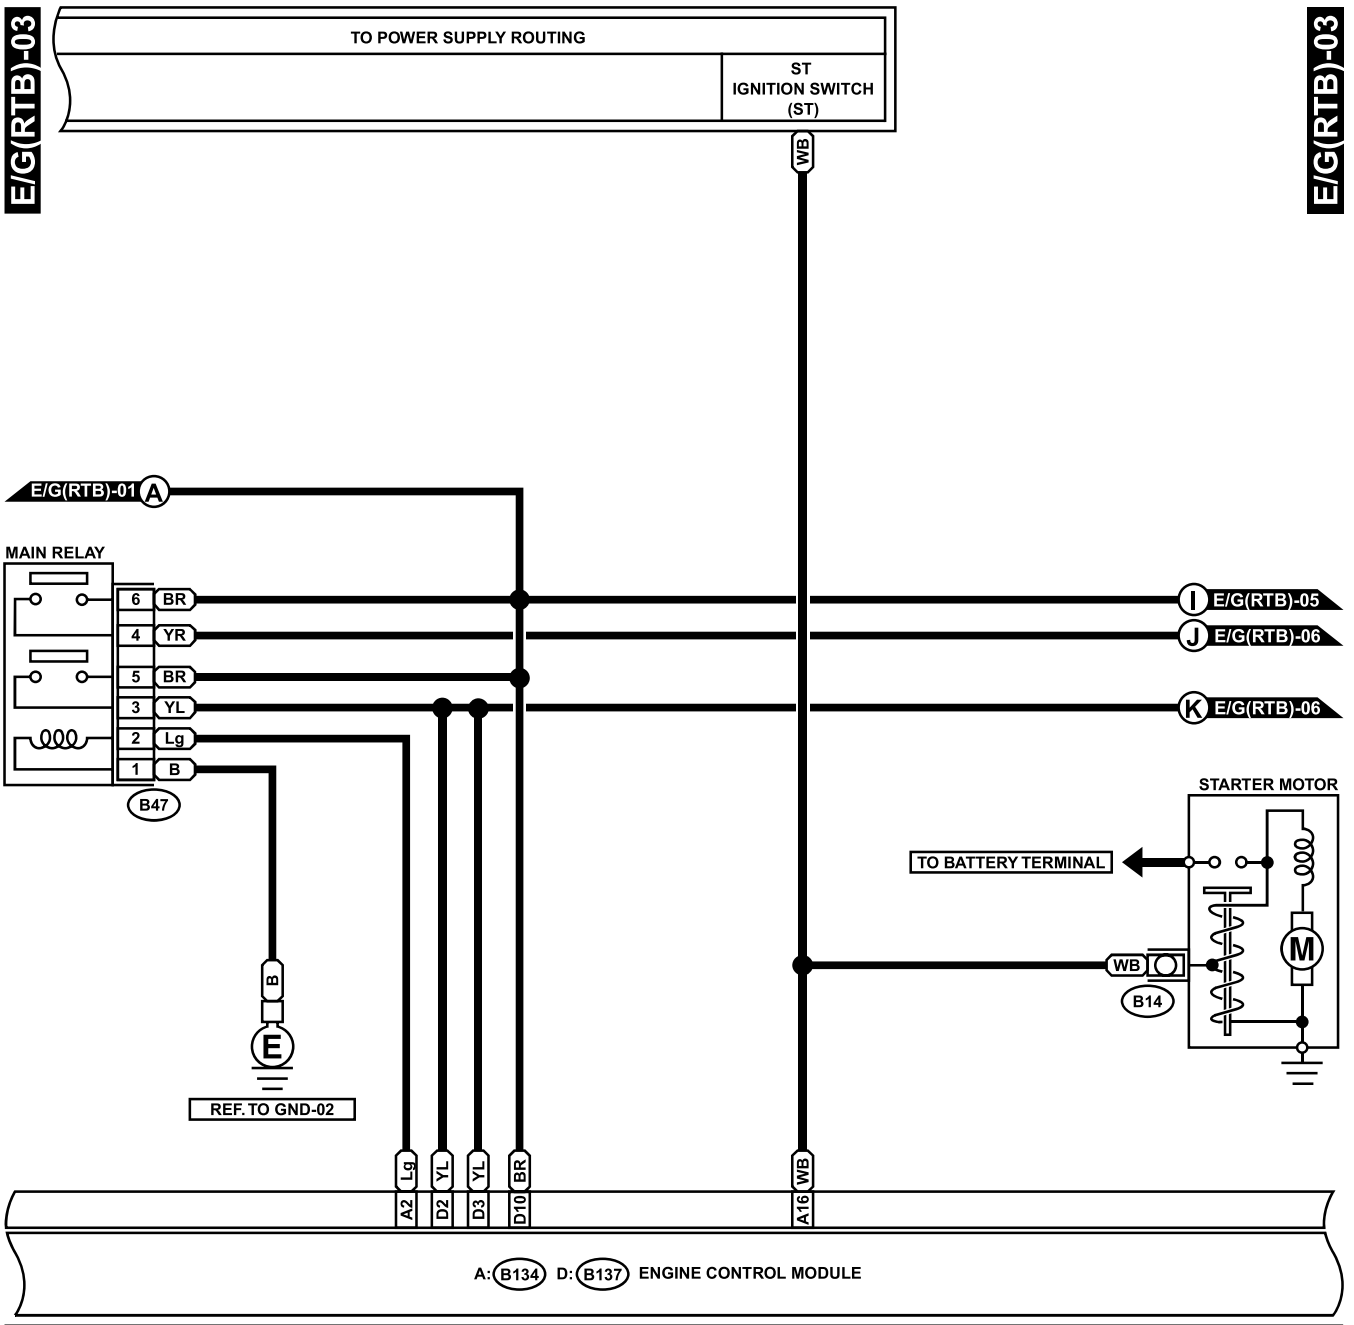 E/G(RTB)-03
E/G(RTB)-03
TO POWER SUPPLY ROUTING
ST
IGNITION SWITCH
(ST)
WB
E/G(RTB)-01 A
MAIN RELAY
6 BR
I E/G(RTB)-05
4 YR
J E/G(RTB)-06
5 BR
3 YL
K E/G(RTB)-06
2 Lg
1 B
B47
STARTER MOTOR
TO BATTERY TERMINAL
M
WB
B14
B
E
REF. TO GND-02
Lg YL YL BR WB
A2 D2 D3 D10 A16
A: B134 D: B137 ENGINE CONTROL MODULE